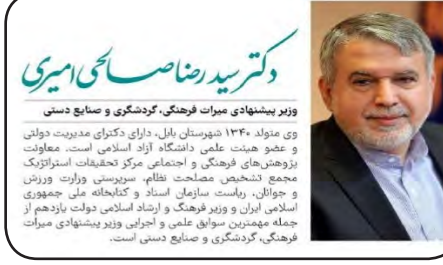 دکتر سید رضا صالحی امیری
وزیر پیشنهادی میراث فرهنگی، گردشگری و صنایع دستی
وی متولد ۱۳۴۰ شهرستان بابل، دارای دکترای مدیریت دولتی
و عضو هیئت علمی دانشگاه آزاد اسلامی است. معاونت
پژوهش‌های فرهنگی و اجتماعی مرکز تحقیقات استراتژیک
مجمع تشخیص مصلحت نظام، سرپرستی وزارت ورزش
و جوانان، ریاست سازمان اسناد و کتابخانه ملی جمهوری
اسلامی ایران و وزیر فرهنگ و ارشاد اسلامی دولت یازدهم از
جمله مهمترین سوابق علمی و اجرایی وزیر پیشنهادی میراث
فرهنگی، گردشگری و صنایع دستی است.